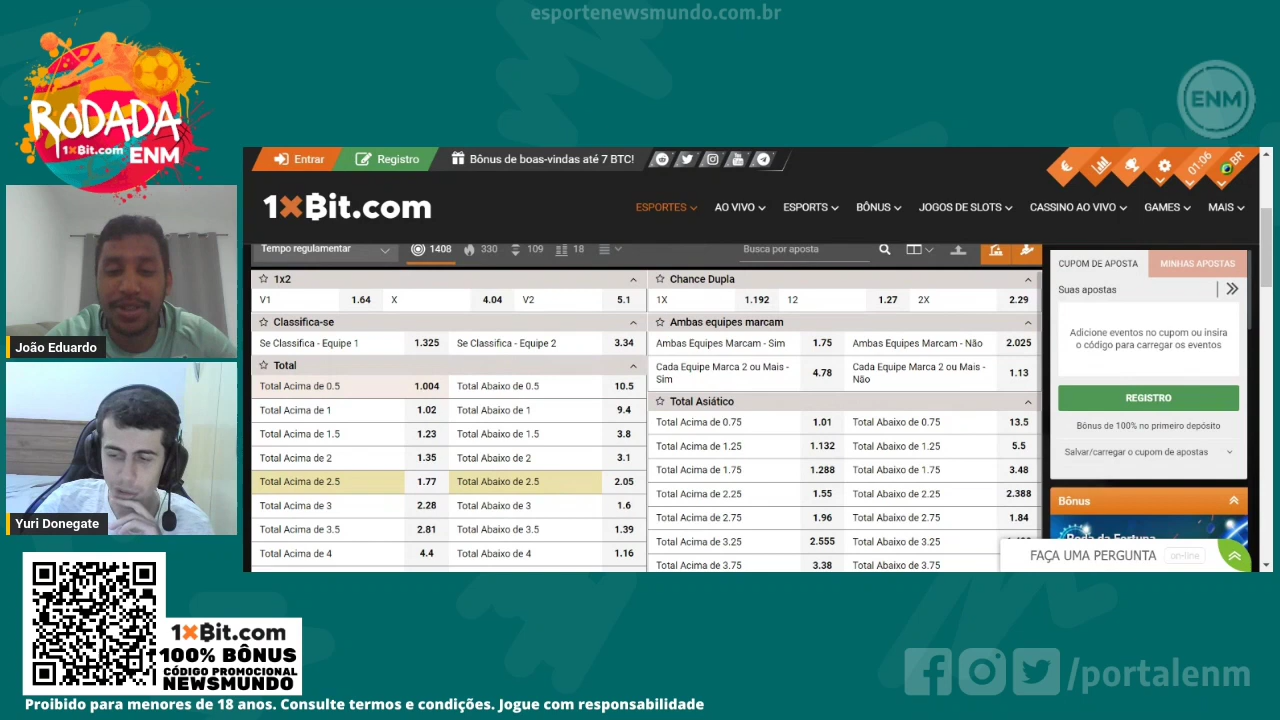 esportenewsmundo.com.br
RODADA
1xBit.com
ENM
ENM
João Eduardo
Yuri Donegate
Entrar
Registro
Bônus de boas-vindas até 7 BTC!
01:06
BR
1xBit.com
ESPORTES
AO VIVO
ESPORTS
BÔNUS
JOGOS DE SLOTS
CASSINO AO VIVO
GAMES
MAIS
Tempo regulamentar
1408
330
109
18
Busca por aposta
1x2
V1 1.64 X 4.04 V2 5.1
Classifica-se
Se Classifica - Equipe 1 1.325 Se Classifica - Equipe 2 3.34
Total
Total Acima de 0.5 1.004 Total Abaixo de 0.5 10.5
Total Acima de 1 1.02 Total Abaixo de 1 9.4
Total Acima de 1.5 1.23 Total Abaixo de 1.5 3.8
Total Acima de 2 1.35 Total Abaixo de 2 3.1
Total Acima de 2.5 1.77 Total Abaixo de 2.5 2.05
Total Acima de 3 2.28 Total Abaixo de 3 1.6
Total Acima de 3.5 2.81 Total Abaixo de 3.5 1.39
Total Acima de 4 4.4 Total Abaixo de 4 1.16
Chance Dupla
1X 1.192 12 1.27 2X 2.29
Ambas equipes marcam
Ambas Equipes Marcam - Sim 1.75 Ambas Equipes Marcam - Não 2.025
Cada Equipe Marca 2 ou Mais - 4.78 Cada Equipe Marca 2 ou Mais - 1.13
Sim Não
Total Asiático
Total Acima de 0.75 1.01 Total Abaixo de 0.75 13.5
Total Acima de 1.25 1.132 Total Abaixo de 1.25 5.5
Total Acima de 1.75 1.288 Total Abaixo de 1.75 3.48
Total Acima de 2.25 1.55 Total Abaixo de 2.25 2.388
Total Acima de 2.75 1.96 Total Abaixo de 2.75 1.84
Total Acima de 3.25 2.555 Total Abaixo de 3.25
Total Acima de 3.75 3.38 Total Abaixo de 3.75
CUPOM DE APOSTA
MINHAS APOSTAS
Suas apostas
Adicione eventos no cupom ou insira
o código para carregar os eventos
REGISTRO
Bônus de 100% no primeiro depósito
Salvar/carregar o cupom de apostas
Bônus
Roda da Fortuna
FAÇA UMA PERGUNTA
on-line
1xBit.com
100% BÔNUS
CÓDIGO PROMOCIONAL
NEWSMUNDO
/portalenm
Proibido para menores de 18 anos. Consulte termos e condições. Jogue com responsabilidade